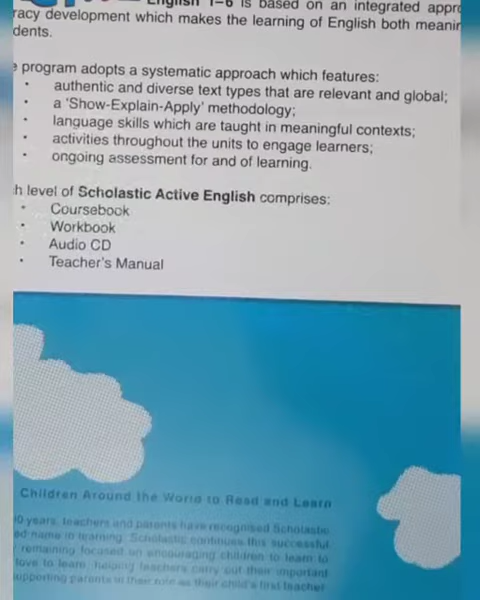 English 1–6 is based on an integrated appro
racy development which makes the learning of English both meanin
dents.
e program adopts a systematic approach which features:
• authentic and diverse text types that are relevant and global;
• a 'Show-Explain-Apply' methodology;
• language skills which are taught in meaningful contexts;
• activities throughout the units to engage learners;
• ongoing assessment for and of learning.
h level of Scholastic Active English comprises:
• Coursebook
• Workbook
• Audio CD
• Teacher's Manual
Children Around the World to Read and Learn
0 years, teachers and parents have recognised Scholastic
ed name in learning. Scholastic continues this successful
remaining focused on encouraging children to learn to
love to learn, helping teachers carry out their important
upporting parents in their role as their child's first teacher